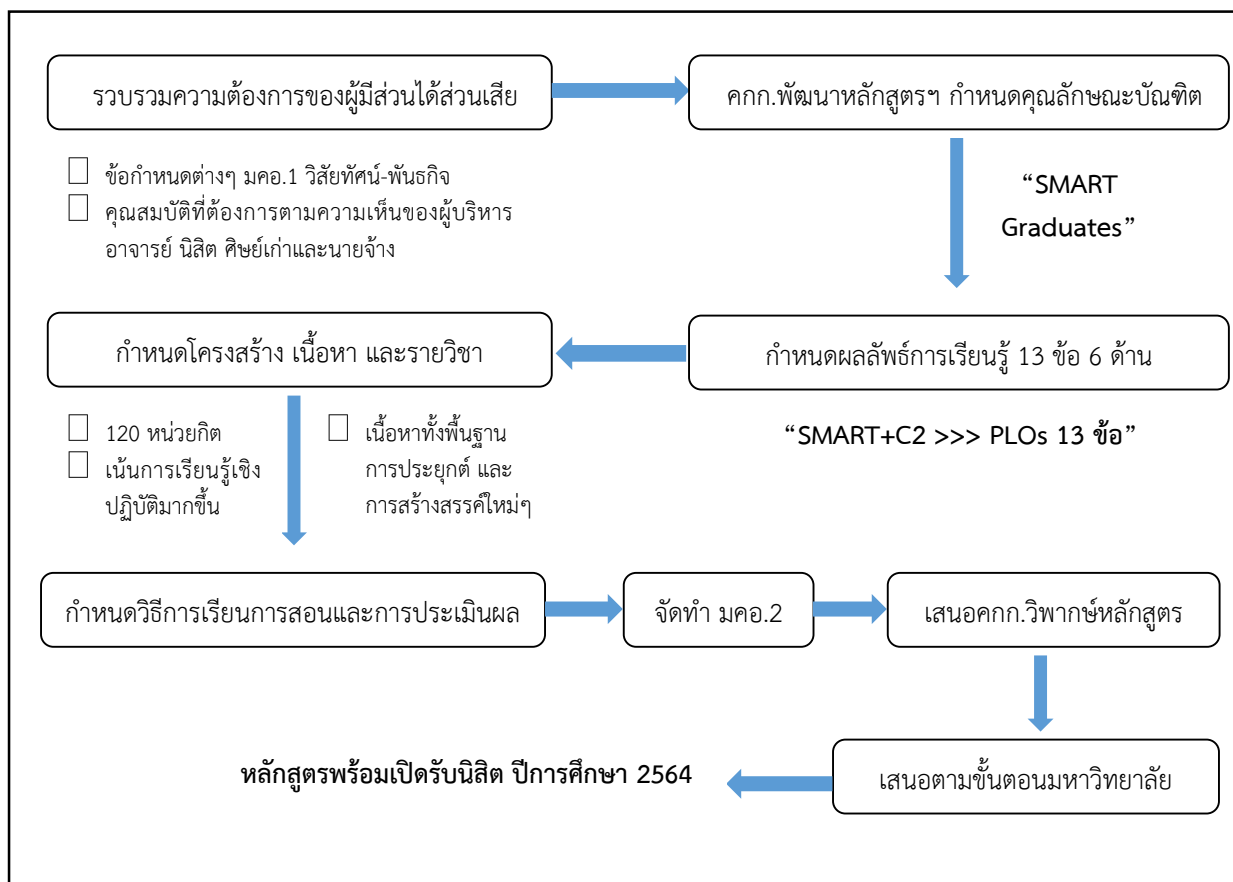 รวบรวมความต้องการของผู้มีส่วนได้ส่วนเสีย
คกก.พัฒนาหลักสูตรฯ กำหนดคุณลักษณะบัณฑิต
ข้อกำหนดต่างๆ มคอ.1 วิสัยทัศน์-พันธกิจ
คุณสมบัติที่ต้องการตามความเห็นของผู้บริหาร
อาจารย์ นิสิต ศิษย์เก่าและนายจ้าง
“SMART
Graduates”
กำหนดโครงสร้าง เนื้อหา และรายวิชา
กำหนดผลลัพธ์การเรียนรู้ 13 ข้อ 6 ด้าน
120 หน่วยกิต
เน้นการเรียนรู้เชิง
ปฏิบัติมากขึ้น
เนื้อหาทั้งพื้นฐาน
การประยุกต์ และ
การสร้างสรรค์ใหม่ๆ
“SMART+C2 >>> PLOs 13 ข้อ”
กำหนดวิธีการเรียนการสอนและการประเมินผล
จัดทำ มคอ.2
เสนอคกก.วิพากษ์หลักสูตร
หลักสูตรพร้อมเปิดรับนิสิต ปีการศึกษา 2564
เสนอตามขั้นตอนมหาวิทยาลัย